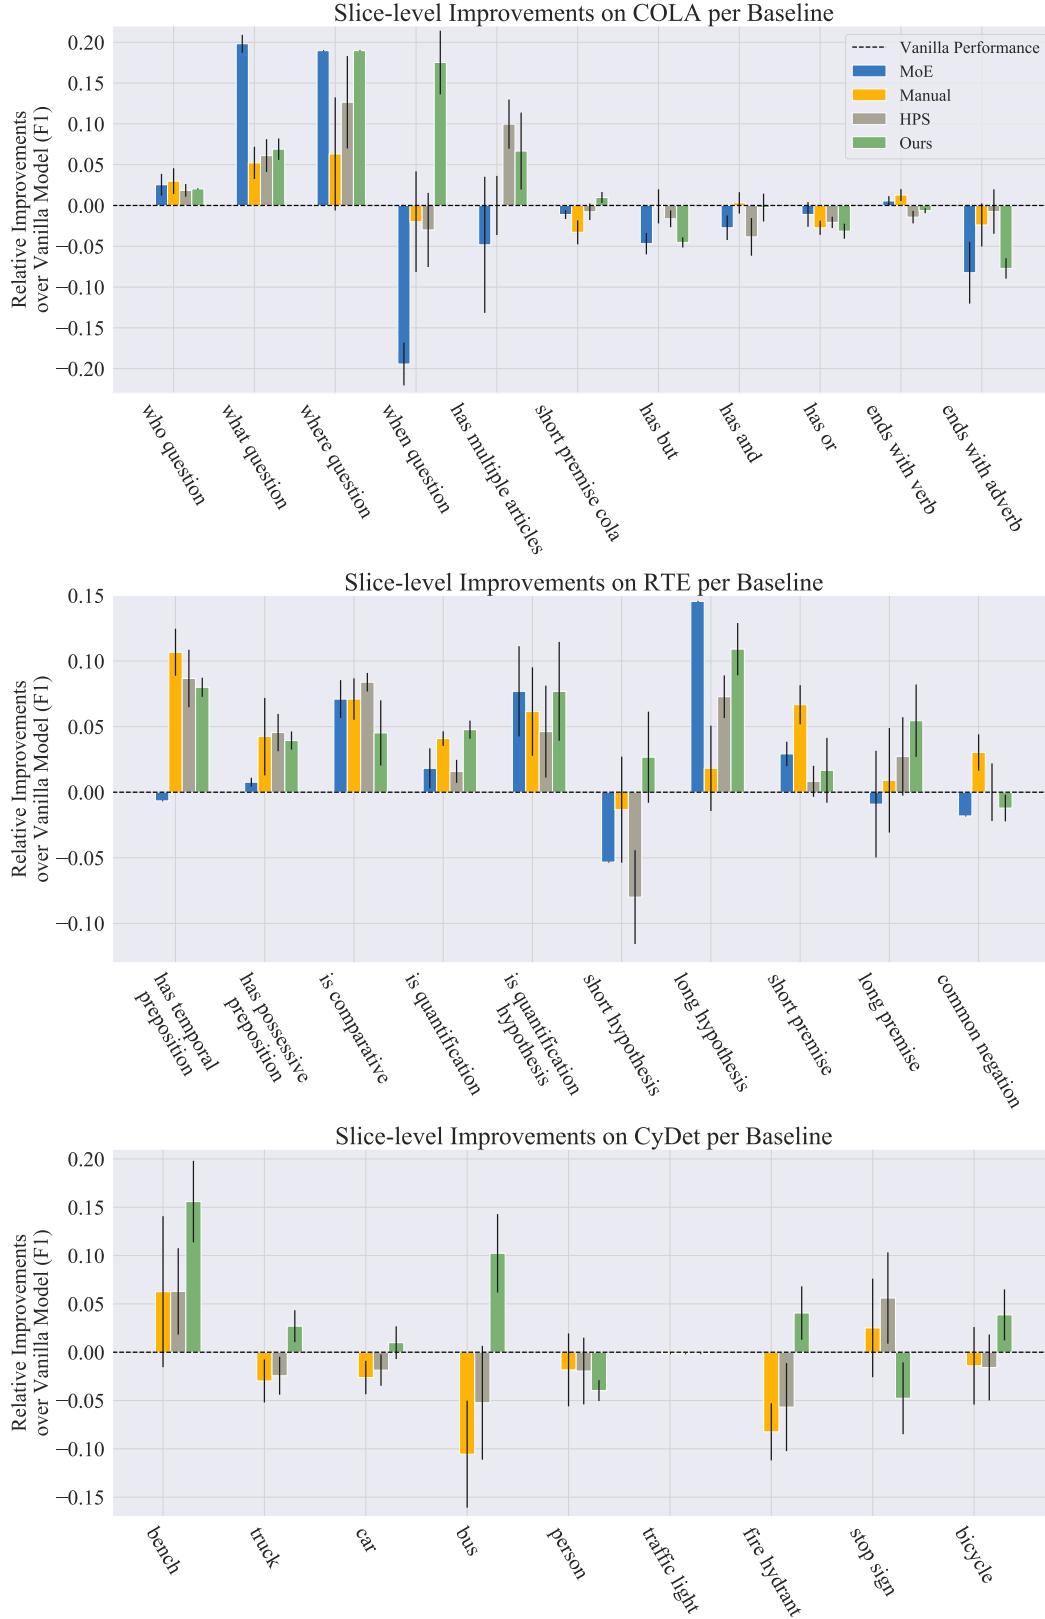 Slice-level Improvements on COLA per Baseline
Relative Improvements
over Vanilla Model (F1)
0.20
0.15
0.10
0.05
0.00
−0.05
−0.10
−0.15
−0.20
Vanilla Performance
MoE
Manual
HPS
Ours
who question
what question
where question
when question
has multiple articles
short premise cola
has but
has and
has or
ends with verb
ends with adverb
Slice-level Improvements on RTE per Baseline
Relative Improvements
over Vanilla Model (F1)
0.15
0.10
0.05
0.00
−0.05
−0.10
has temporal
preposition
has possessive
preposition
is comparative
is quantification
is quantification
hypothesis
short hypothesis
long hypothesis
short premise
long premise
common negation
Slice-level Improvements on CyDet per Baseline
Relative Improvements
over Vanilla Model (F1)
0.20
0.15
0.10
0.05
0.00
−0.05
−0.10
−0.15
bench
truck
car
bus
person
traffic light
fire hydrant
stop sign
bicycle